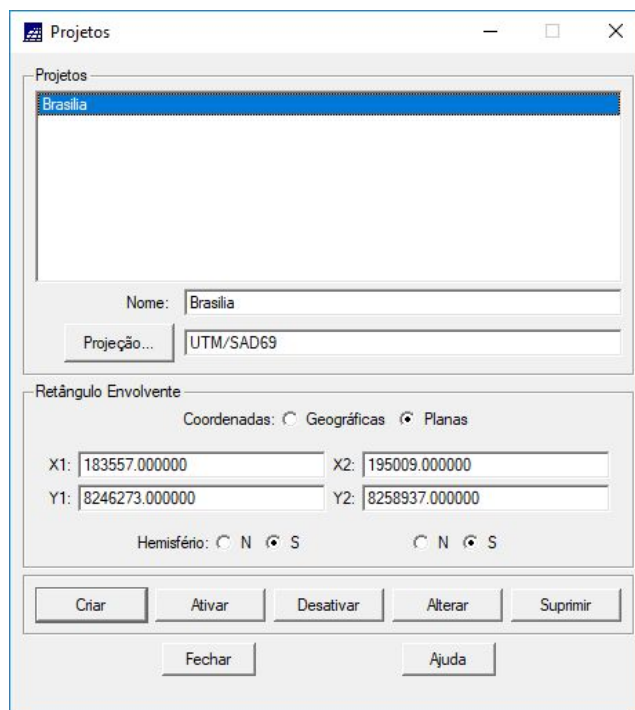 Projetos
Projetos
Brasilia
Nome: Brasilia
Projeção... UTM/SAD69
Retângulo Envolvente
Coordenadas: Geográficas Planas
X1: 183557.000000 X2: 195009.000000
Y1: 8246273.000000 Y2: 8258937.000000
Hemisfério: N S N S
Criar Ativar Desativar Alterar Suprimir
Fechar Ajuda